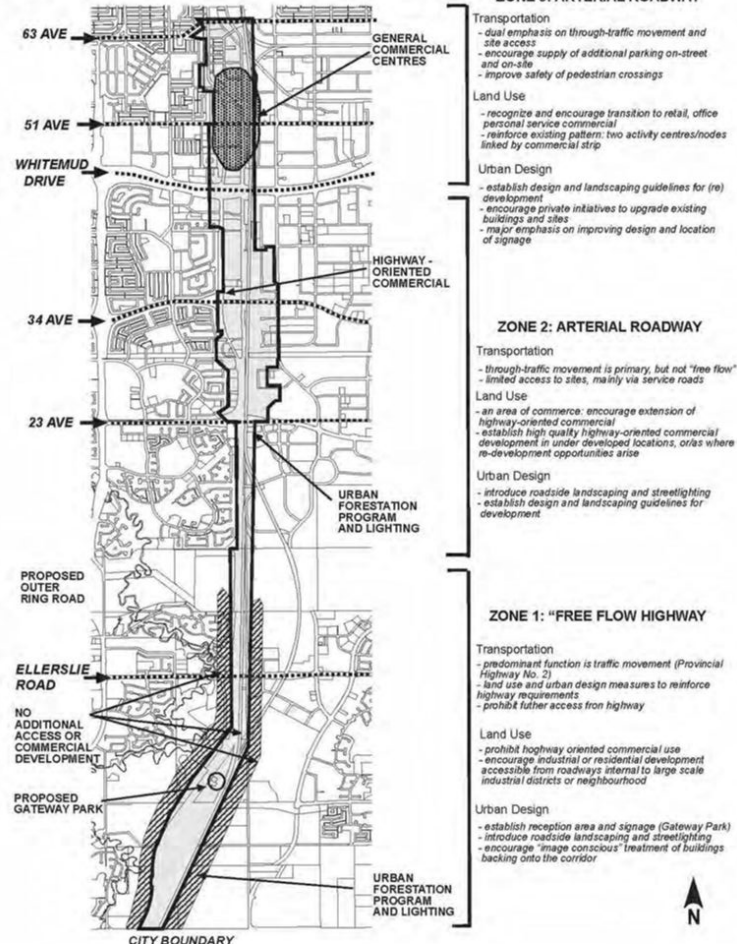 63 AVE
GENERAL
COMMERCIAL
CENTRES
51 AVE
WHITEMUD
DRIVE
HIGHWAY -
ORIENTED
COMMERCIAL
34 AVE
23 AVE
URBAN
FORESTATION
PROGRAM
AND LIGHTING
PROPOSED
OUTER
RING ROAD
ELLERSLIE
ROAD
NO
ADDITIONAL
ACCESS OR
COMMERCIAL
DEVELOPMENT
PROPOSED
GATEWAY PARK
URBAN
FORESTATION
PROGRAM
AND LIGHTING
CITY BOUNDARY
ZONE 3: ARTERIAL ROADWAY
Transportation
- dual emphasis on through-traffic movement and
site access
- encourage supply of addtional parking on-street
and on-site
- improve safety of pedestrian crossings
Land Use
- recognize and encourage transition to retail, office
personal service commercial
- reinforce existing pattern: two activity centres/nodes
linked by commercial strip
Urban Design
- establish design and landscaping guidelines for (re)
development
- encourage private initiatives to upgrade existing
buildings and sites
- major emphasis on improving design and location
of signage
ZONE 2: ARTERIAL ROADWAY
Transportation
- through-traffic movement is primary, but not "free flow"
- limited access to sites, mainly via service roads
Land Use
- an area of commerce: encourage extension of
highway-oriented commercial
- establish high quality highway-oriented commercial
development in under developed locations, or/as where
re-development opportunities arise
Urban Design
- introduce roadside landscaping and streetlighting
- establish design and landscaping guidelines for
development
ZONE 1: "FREE FLOW HIGHWAY
Transportation
- predominant function is traffic movement (Provincial
Highway No. 2)
- land use and urban design measures to reinforce
highway requirements
- prohibit futher access fron highway
Land Use
- prohibit hoghway oriented commercial use
- encourage industrial or residential development
accessible from roadways internal to large scale
industrial districts or neighbourhood
Urban Design
- establish reception area and signage (Gateway Park)
- introduce roadside landscaping and streetlighting
- encourage "image conscious" treatment of buildings
backing onto the corridor
N